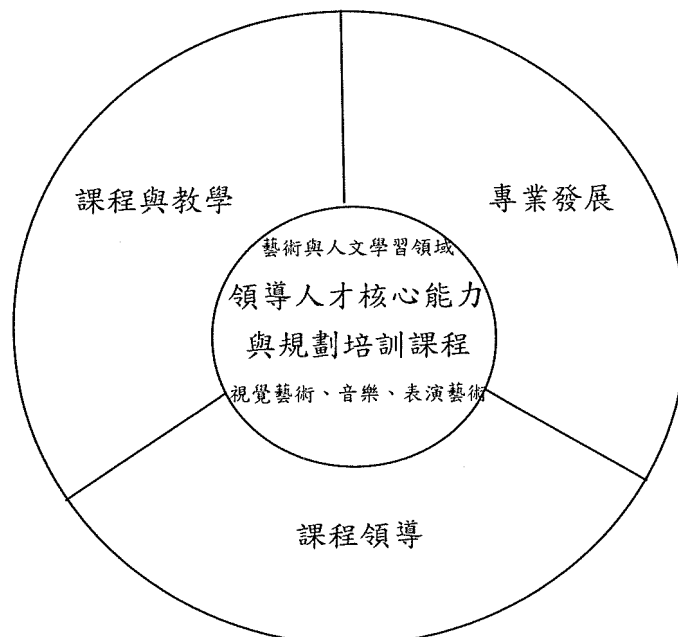 課程與教學
專業發展
藝術與人文學習領域
領導人才核心能力
與規劃培訓課程
視覺藝術、音樂、表演藝術
課程領導